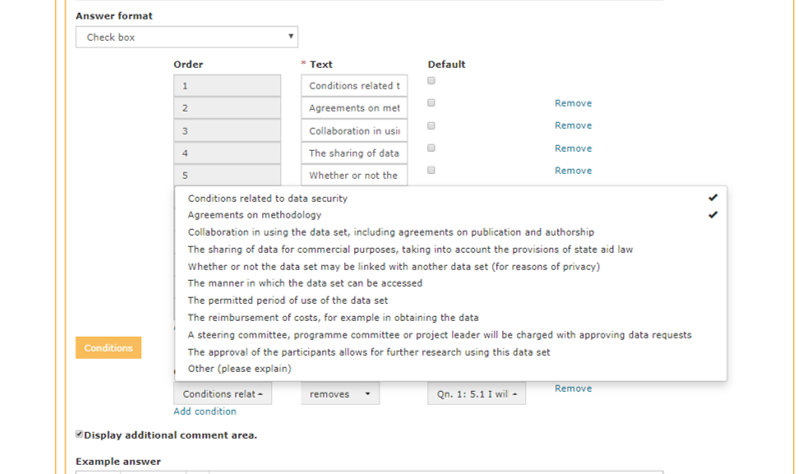 Answer format
Check box
Order * Text Default
1 Conditions related t
2 Agreements on met Remove
3 Collaboration in usi Remove
4 The sharing of data Remove
5 Whether or not the Remove
Conditions related to data security
Agreements on methodology
Collaboration in using the data set, including agreements on publication and authorship
The sharing of data for commercial purposes, taking into account the provisions of state aid law
Whether or not the data set may be linked with another data set (for reasons of privacy)
The manner in which the data set can be accessed
The permitted period of use of the data set
The reimbursement of costs, for example in obtaining the data
A steering committee, programme committee or project leader will be charged with approving data requests
The approval of the participants allows for further research using this data set
Other (please explain)
Conditions
Conditions relat removes Qn. 1: 5.1 I wil Remove
Add condition
Display additional comment area.
Example answer